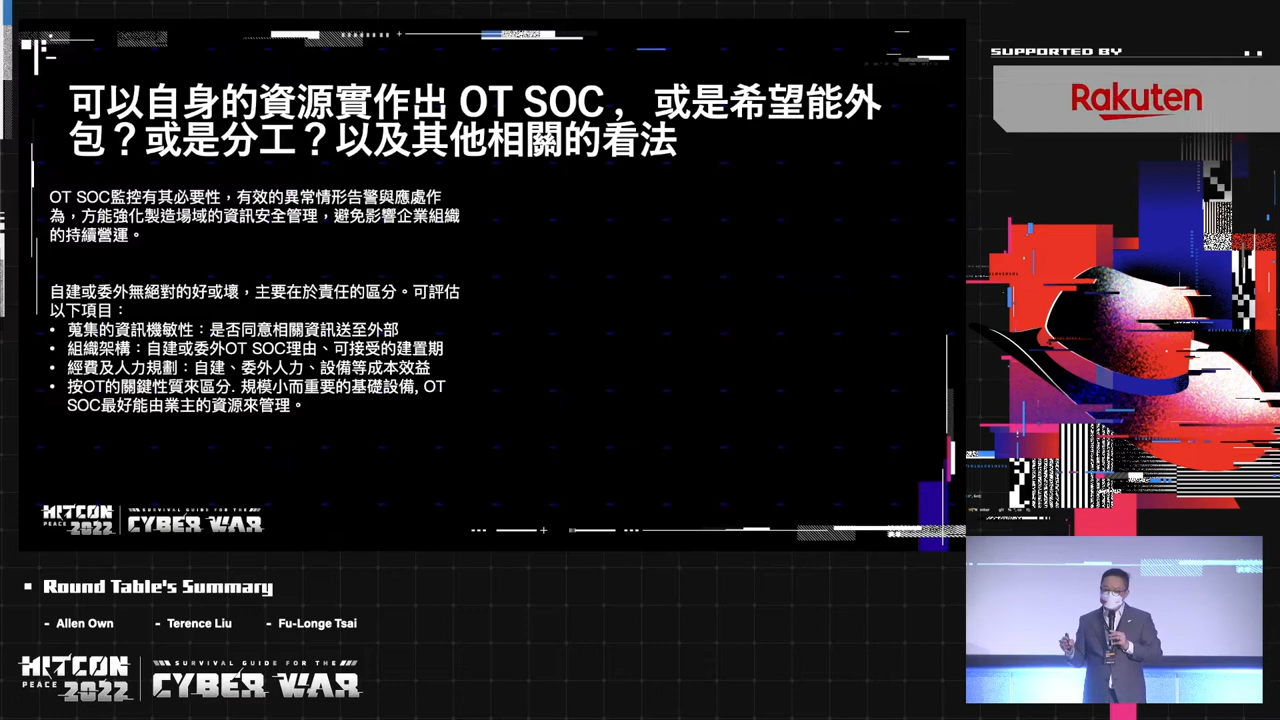 可以自身的資源實作出 OT SOC， 或是希望能外
包？或是分工？以及其他相關的看法
OT SOC監控有其必要性，有效的異常情形告警與應處作
為，方能強化製造場域的資訊安全管理，避免影響企業組織
的持續營運。
自建或委外無絕對的好或壞，主要在於責任的區分。可評估
以下項目：
• 蒐集的資訊機敏性：是否同意相關資訊送至外部
• 組織架構：自建或委外OT SOC理由、可接受的建置期
• 經費及人力規劃：自建、委外人力、設備等成本效益
• 按OT的關鍵性質來區分. 規模小而重要的基礎設備, OT
SOC最好能由業主的資源來管理。
HITCON
PEACE 2022
SURVIVAL GUIDE FOR THE
CYBER WAR
SUPPORTED BY
Rakuten
Round Table's Summary
- Allen Own - Terence Liu - Fu-Longe Tsai
HITCON
PEACE 2022
SURVIVAL GUIDE FOR THE
CYBER WAR